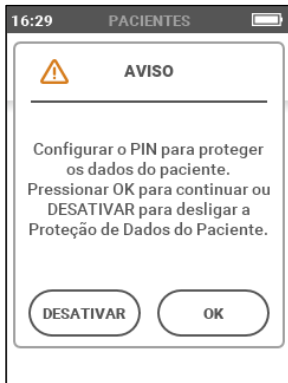 16:29 PACIENTES
AVISO
Configurar o PIN para proteger
os dados do paciente.
Pressionar OK para continuar ou
DESATIVAR para desligar a
Proteção de Dados do Paciente.
DESATIVAR OK